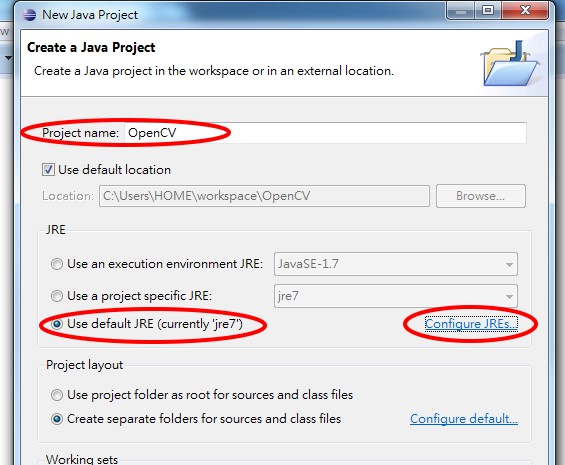 New Java Project
Create a Java Project
Create a Java project in the workspace or in an external location.
Project name: OpenCV
Use default location
Location: C:\Users\HOME\workspace\OpenCV Browse...
JRE
Use an execution environment JRE: JavaSE-1.7
Use a project specific JRE: jre7
Use default JRE (currently 'jre7') Configure JREs...
Project layout
Use project folder as root for sources and class files
Create separate folders for sources and class files Configure default...
Working sets